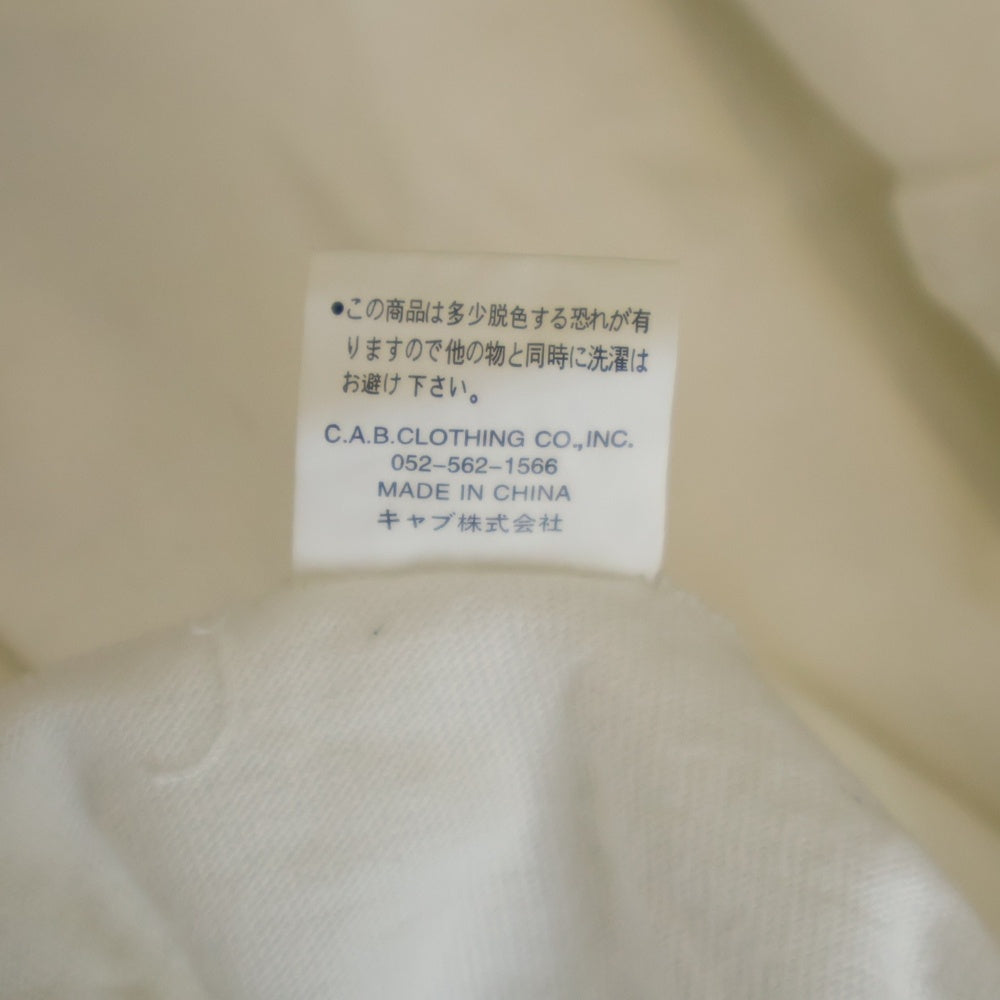 ●この商品は多少脱色する恐れが有
りますので他の物と同時に洗濯は
お避け下さい。
C.A.B.CLOTHING CO.,INC.
052-562-1566
MADE IN CHINA
キャブ株式会社